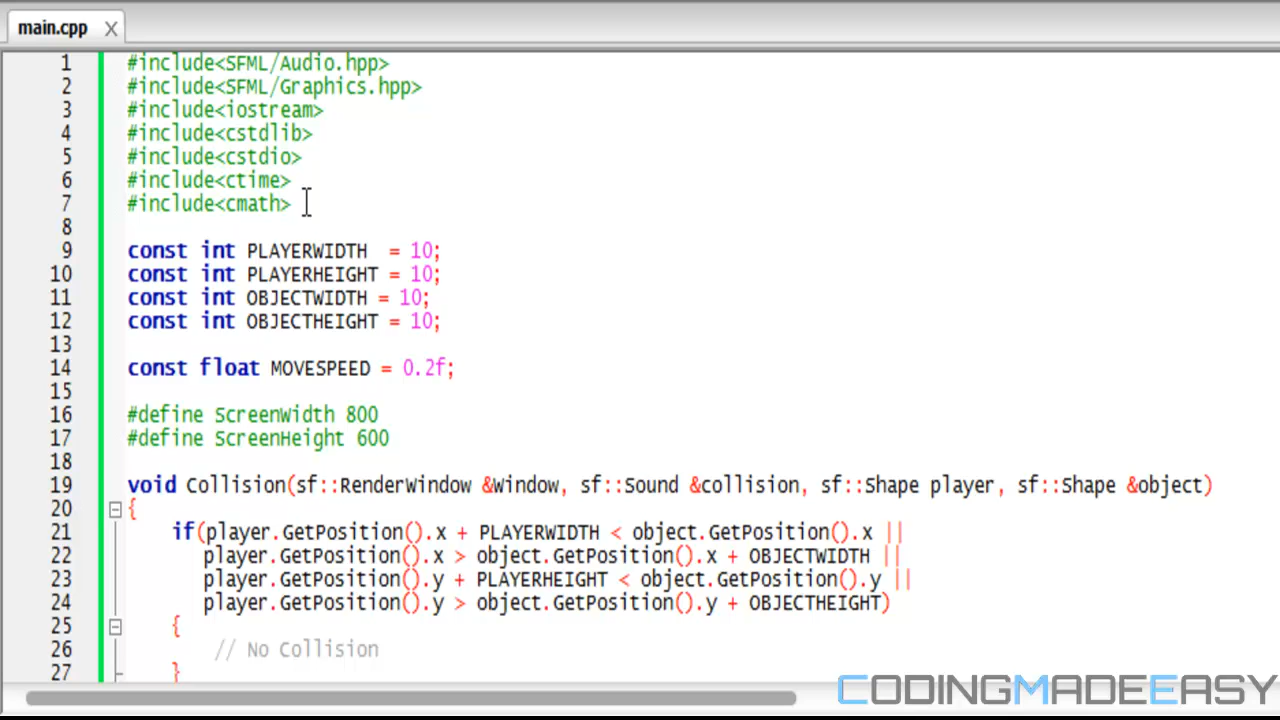 main.cpp X
1 #include<SFML/Audio.hpp>
2 #include<SFML/Graphics.hpp>
3 #include<iostream>
4 #include<cstdlib>
5 #include<cstdio>
6 #include<ctime>
7 #include<cmath>
8
9 const int PLAYERWIDTH  = 10;
10 const int PLAYERHEIGHT = 10;
11 const int OBJECTWIDTH = 10;
12 const int OBJECTHEIGHT = 10;
13
14 const float MOVESPEED = 0.2f;
15
16 #define ScreenWidth 800
17 #define ScreenHeight 600
18
19 void Collision(sf::RenderWindow &Window, sf::Sound &collision, sf::Shape player, sf::Shape &object)
20 {
21 if(player.GetPosition().x + PLAYERWIDTH < object.GetPosition().x ||
22 player.GetPosition().x > object.GetPosition().x + OBJECTWIDTH ||
23 player.GetPosition().y + PLAYERHEIGHT < object.GetPosition().y ||
24 player.GetPosition().y > object.GetPosition().y + OBJECTHEIGHT)
25 {
26 // No Collision
27 }
CODINGMADEEASY